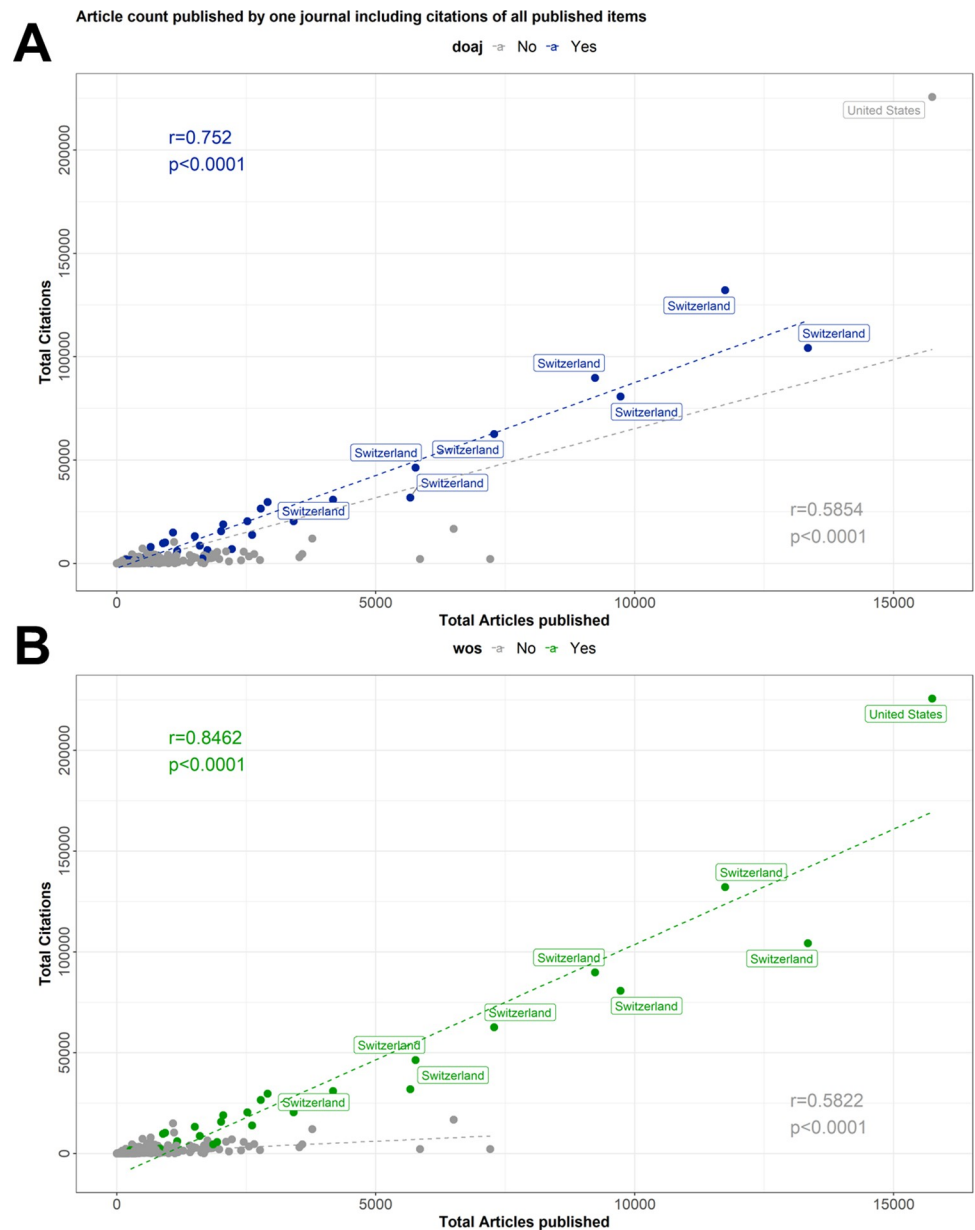 Article count published by one journal including citations of all published items
A
doaj -a- No -a- Yes
United States
r=0.752
p<0.0001
Switzerland
Switzerland
Switzerland
Switzerland
Switzerland
Switzerland
Switzerland
Switzerland
r=0.5854
p<0.0001
200000
150000
100000
50000
0
Total Citations
0 5000 10000 15000
Total Articles published
B
wos -a- No -a- Yes
United States
r=0.8462
p<0.0001
Switzerland
Switzerland
Switzerland
Switzerland
Switzerland
Switzerland
Switzerland
Switzerland
r=0.5822
p<0.0001
200000
150000
100000
50000
0
Total Citations
0 5000 10000 15000
Total Articles published